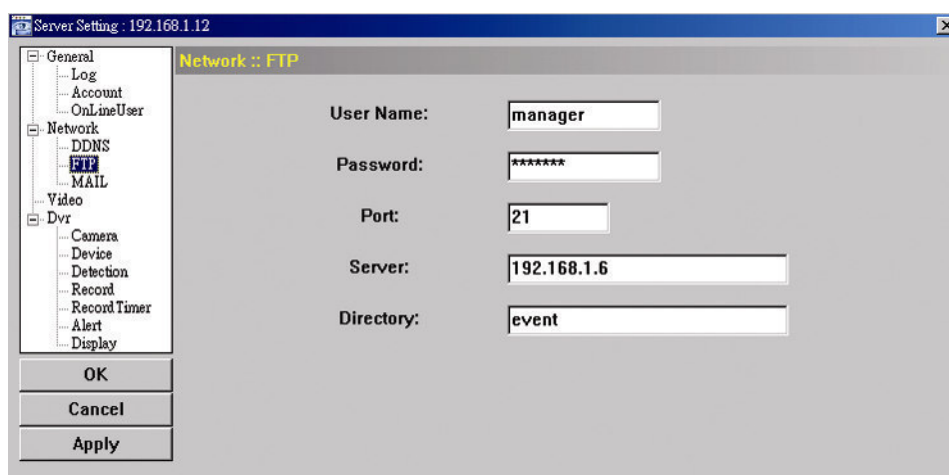 Server Setting : 192.168.1.12
General
Log
Account
OnLineUser
Network
DDNS
FTP
MAIL
Video
Dvr
Camera
Device
Detection
Record
Record Timer
Alert
Display
OK
Cancel
Apply
Network :: FTP
User Name: manager
Password: *******
Port: 21
Server: 192.168.1.6
Directory: event